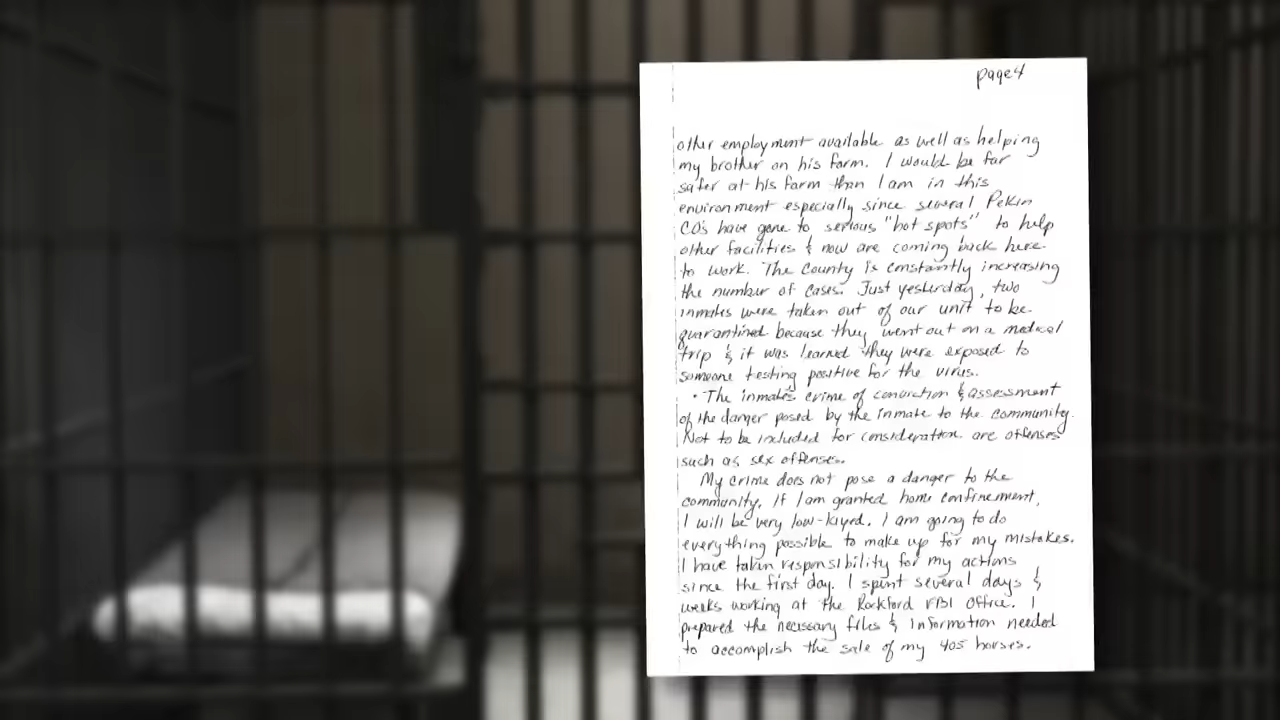 page 4
other employment available as well as helping
my brother on his farm. I would be far
safer at his farm than I am in this
environment especially since several Pekin
CO's have gone to serious "hot spots" to help
other facilities & now are coming back here
to work. The County is constantly increasing
the number of cases. Just yesterday, two
inmates were taken out of our unit to be
quarantined because they went out on a medical
trip & it was learned they were exposed to
someone testing positive for the virus.
• The inmate's crime of conviction & assessment
of the danger posed by the inmate to the community.
Not to be included for consideration are offenses
such as sex offenses.
My crime does not pose a danger to the
community. If I am granted home confinement,
I will be very low-keyed. I am going to do
everything possible to make up for my mistakes.
I have taken responsibility for my actions
since the first day. I spent several days &
weeks working at the Rockford FBI Office. I
prepared the necessary files & information needed
to accomplish the sale of my 405 horses.